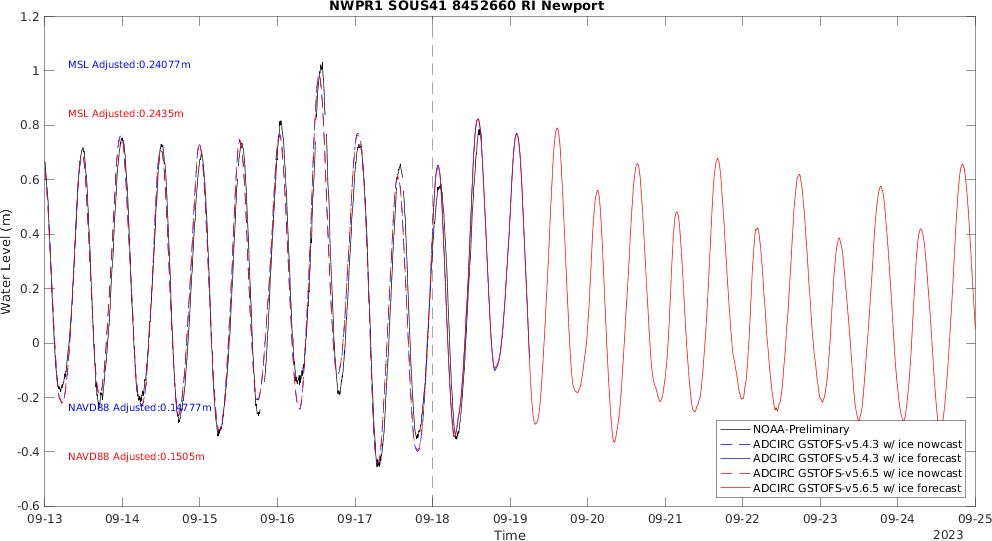 NWPR1 SOUS41 8452660 RI Newport
1.2
1
0.8
0.6
0.4
0.2
0
-0.2
-0.4
-0.6
Water Level (m)
MSL Adjusted:0.24077m
MSL Adjusted:0.2435m
NAVD88 Adjusted:0.14777m
NAVD88 Adjusted:0.1505m
NOAA-Preliminary
ADCIRC GSTOFS-v5.4.3 w/ ice nowcast
ADCIRC GSTOFS-v5.4.3 w/ ice forecast
ADCIRC GSTOFS-v5.6.5 w/ ice nowcast
ADCIRC GSTOFS-v5.6.5 w/ ice forecast
09-13 09-14 09-15 09-16 09-17 09-18 09-19 09-20 09-21 09-22 09-23 09-24 09-25
Time
2023